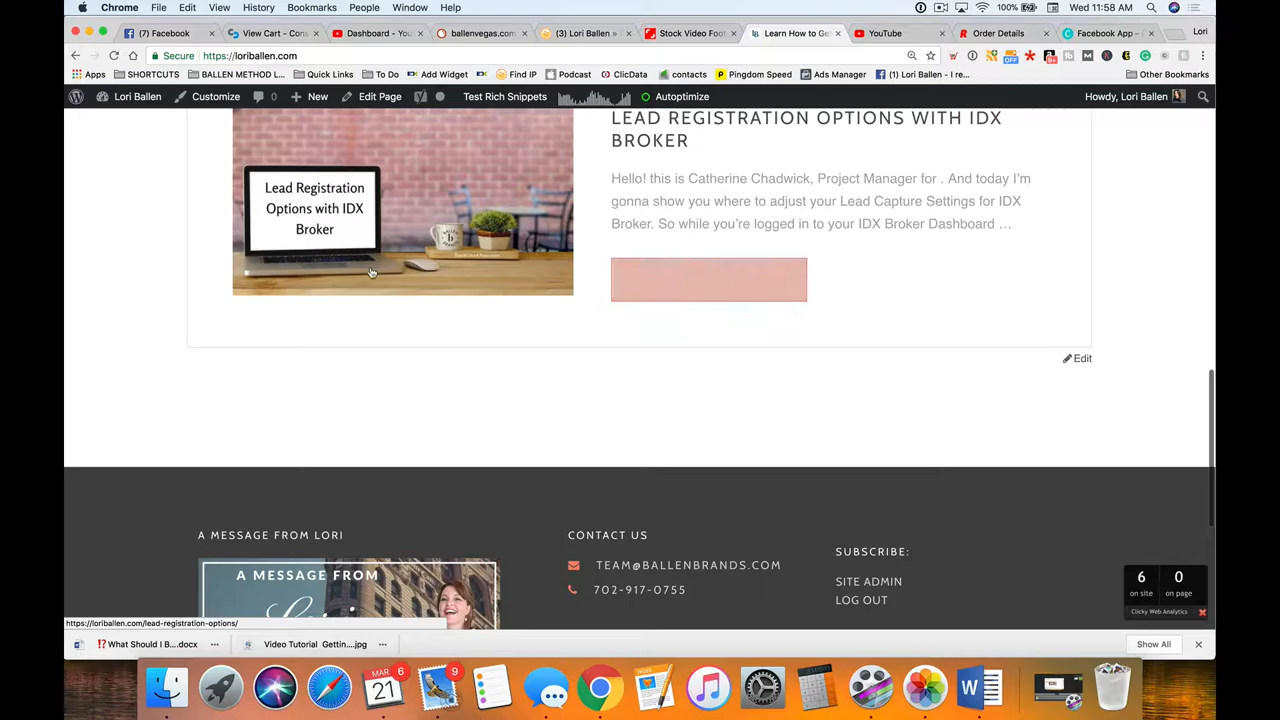 Chrome File Edit View History Bookmarks People Window Help 100% Wed 11:58 AM
(7) Facebook View Cart - Cons Dashboard - You ballenvegas.com (3) Lori Ballen » Stock Video Foot Learn How to Ge YouTube Order Details Facebook App – C Lori
Secure https://loriballen.com
Apps SHORTCUTS BALLEN METHOD L... Quick Links To Do Add Widget Find IP Podcast ClicData contacts Pingdom Speed Ads Manager (1) Lori Ballen - I re... Other Bookmarks
Lori Ballen Customize 0 New Edit Page Test Rich Snippets Autoptimize Howdy, Lori Ballen
LEAD REGISTRATION OPTIONS WITH IDX
BROKER
Lead Registration
Options with IDX
Broker
Hello! this is Catherine Chadwick, Project Manager for . And today I’m
gonna show you where to adjust your Lead Capture Settings for IDX
Broker. So while you’re logged in to your IDX Broker Dashboard …
Edit
A MESSAGE FROM LORI
A MESSAGE FROM
CONTACT US
TEAM@BALLENBRANDS.COM
702-917-0755
SUBSCRIBE:
SITE ADMIN
LOG OUT
6 0
on site on page
Clicky Web Analytics
https://loriballen.com/lead-registration-options/
What Should I B....docx Video Tutorial Gettin....jpg Show All
MAR 6 9
21